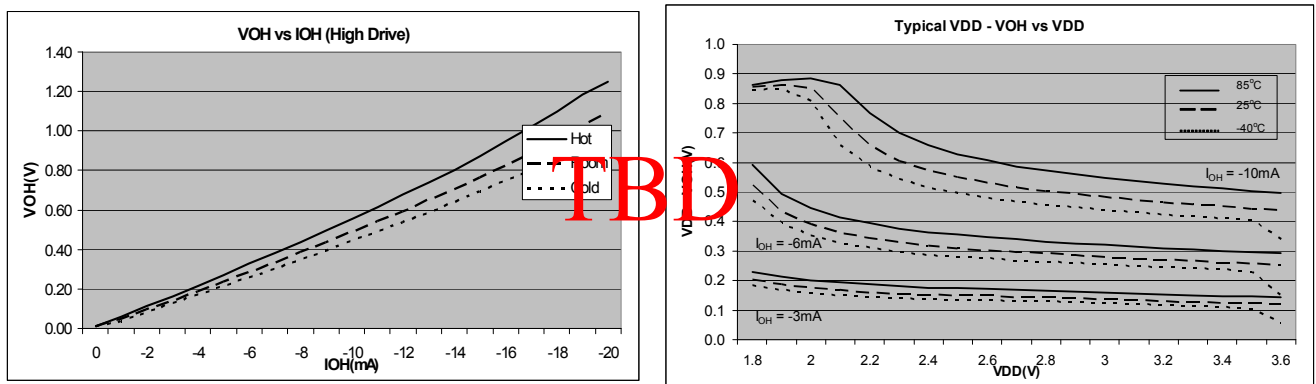 VOH vs IOH (High Drive)
1.40
1.20
1.00
0.80
0.60
0.40
0.20
0.00
VOH(V)
0 -2 -4 -6 -8 -10 -12 -14 -16 -18 -20
IOH(mA)
Hot
Room
Cold
TBD
Typical VDD - VOH vs VDD
1.0
0.9
0.8
0.7
0.6
0.5
0.4
0.3
0.2
0.1
0.0
85°C
25°C
-40°C
IOH = -10mA
IOH = -6mA
IOH = -3mA
1.8 2 2.2 2.4 2.6 2.8 3 3.2 3.4 3.6
VDD(V)